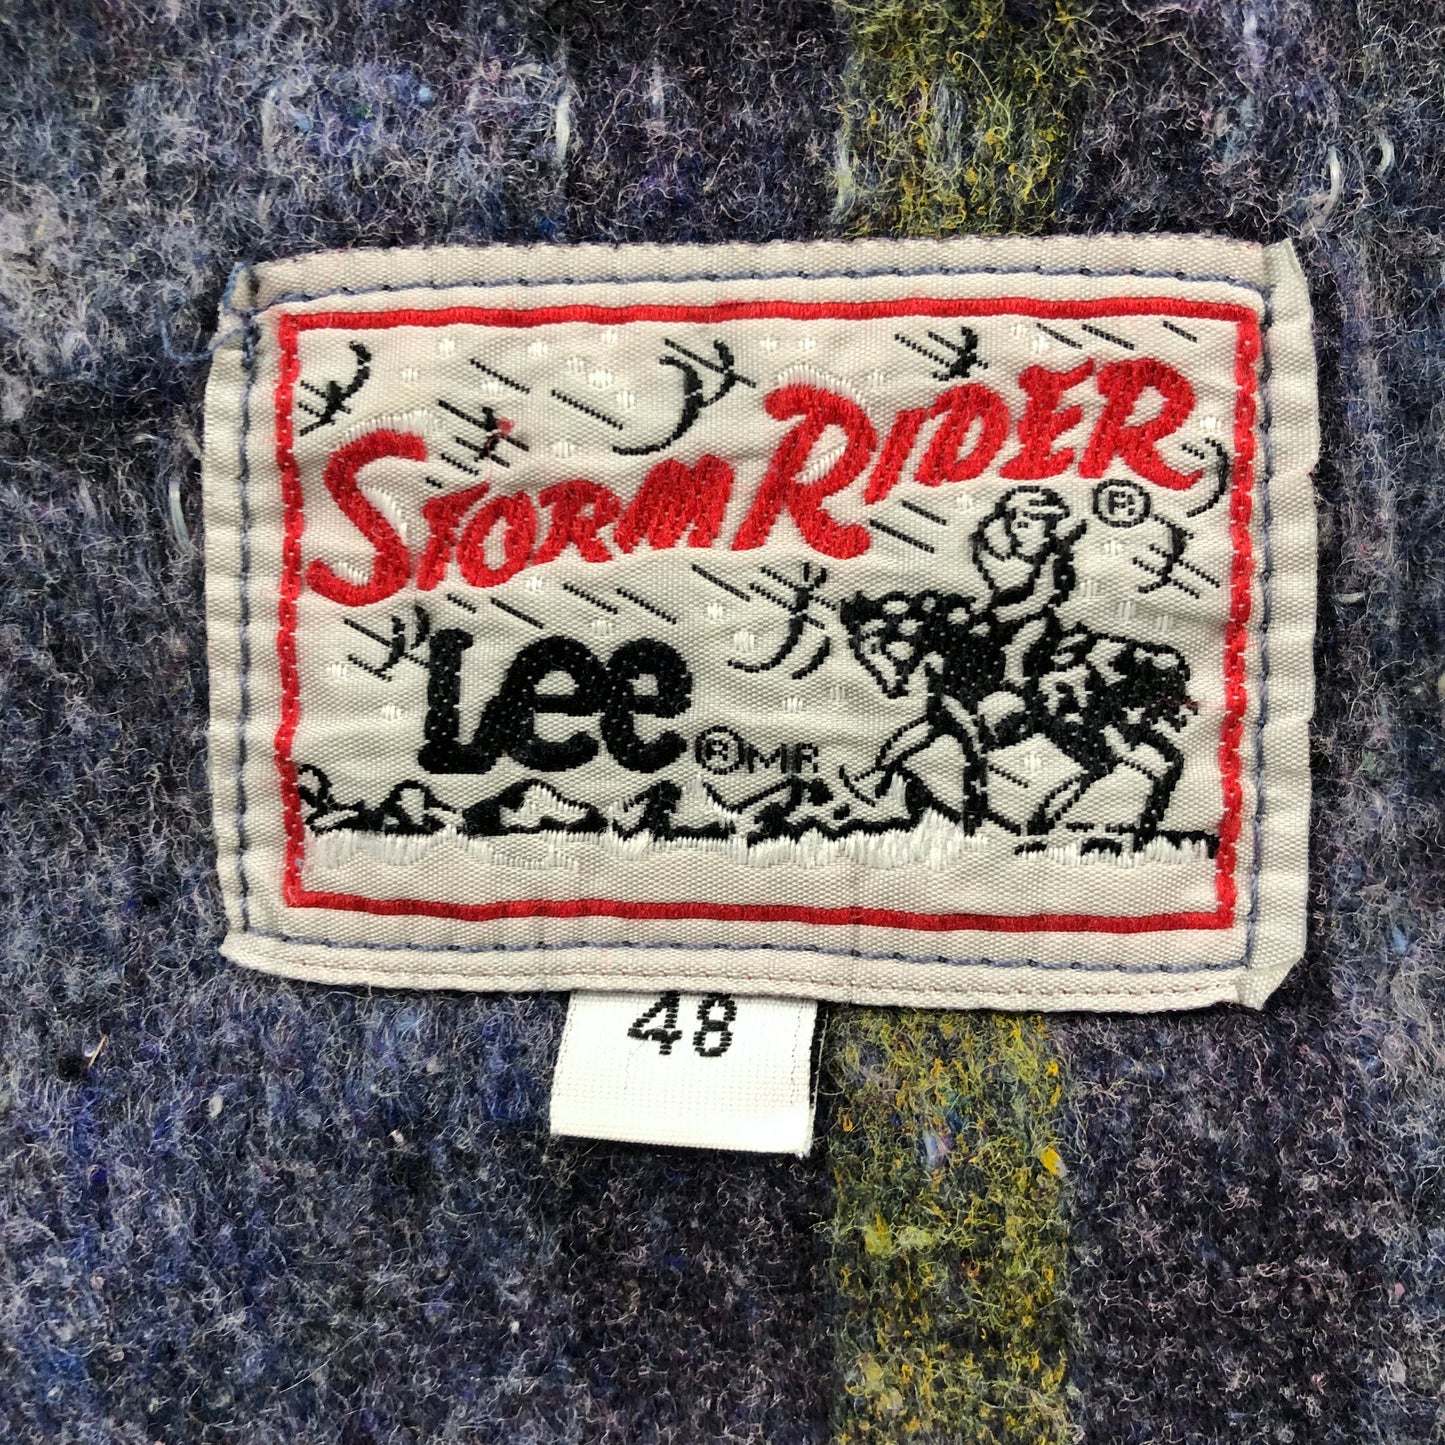 STORM RIDER ®
Lee ® MR
48